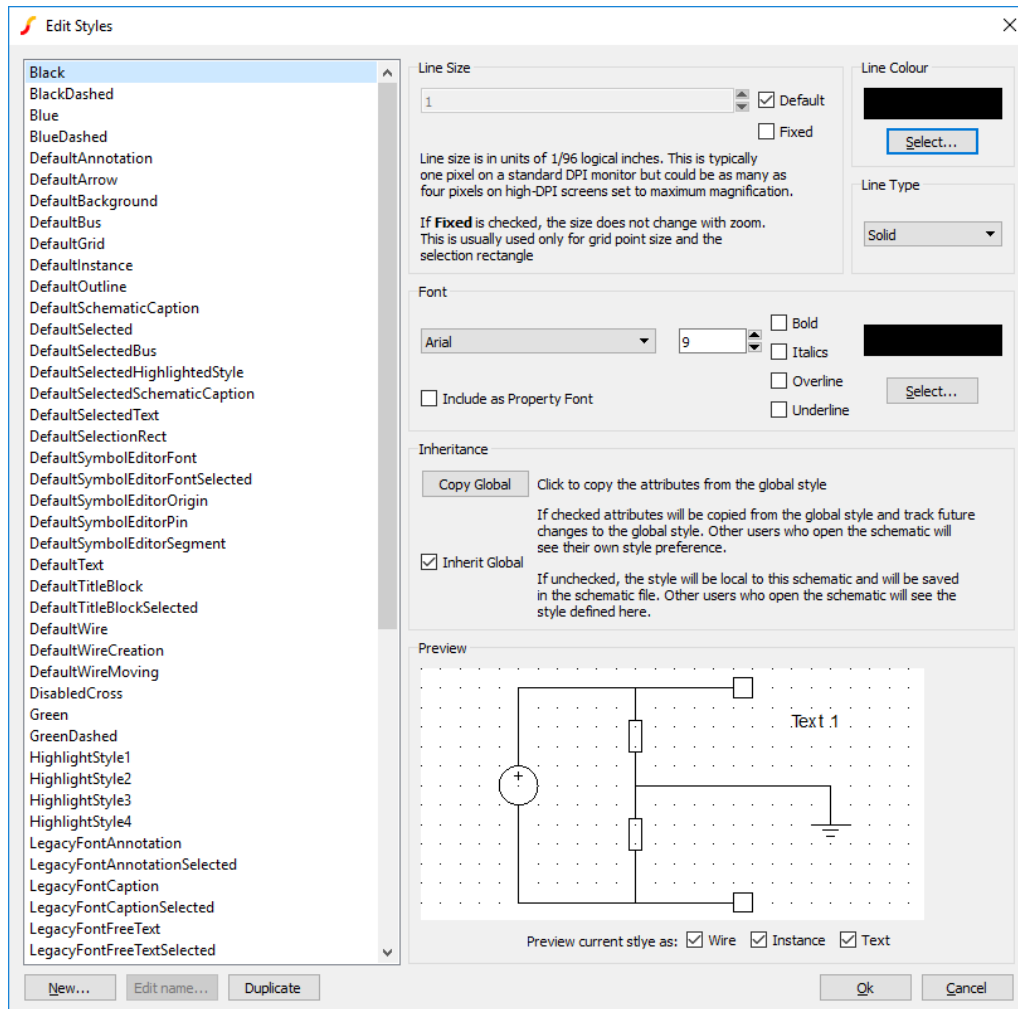 Edit Styles
Black
BlackDashed
Blue
BlueDashed
DefaultAnnotation
DefaultArrow
DefaultBackground
DefaultBus
DefaultGrid
DefaultInstance
DefaultOutline
DefaultSchematicCaption
DefaultSelected
DefaultSelectedBus
DefaultSelectedHighlightedStyle
DefaultSelectedSchematicCaption
DefaultSelectedText
DefaultSelectionRect
DefaultSymbolEditorFont
DefaultSymbolEditorFontSelected
DefaultSymbolEditorOrigin
DefaultSymbolEditorPin
DefaultSymbolEditorSegment
DefaultText
DefaultTitleBlock
DefaultTitleBlockSelected
DefaultWire
DefaultWireCreation
DefaultWireMoving
DisabledCross
Green
GreenDashed
HighlightStyle1
HighlightStyle2
HighlightStyle3
HighlightStyle4
LegacyFontAnnotation
LegacyFontAnnotationSelected
LegacyFontCaption
LegacyFontCaptionSelected
LegacyFontFreeText
LegacyFontFreeTextSelected
New...
Edit name...
Duplicate
Line Size
1
Default
Fixed
Line size is in units of 1/96 logical inches. This is typically
one pixel on a standard DPI monitor but could be as many as
four pixels on high-DPI screens set to maximum magnification.
If Fixed is checked, the size does not change with zoom.
This is usually used only for grid point size and the
selection rectangle
Line Colour
Select...
Line Type
Solid
Font
Arial
9
Bold
Italics
Overline
Underline
Include as Property Font
Select...
Inheritance
Copy Global
Click to copy the attributes from the global style
If checked attributes will be copied from the global style and track future
changes to the global style. Other users who open the schematic will
see their own style preference.
Inherit Global
If unchecked, the style will be local to this schematic and will be saved
in the schematic file. Other users who open the schematic will see the
style defined here.
Preview
Text 1
+
Preview current stlye as:
Wire
Instance
Text
Ok
Cancel